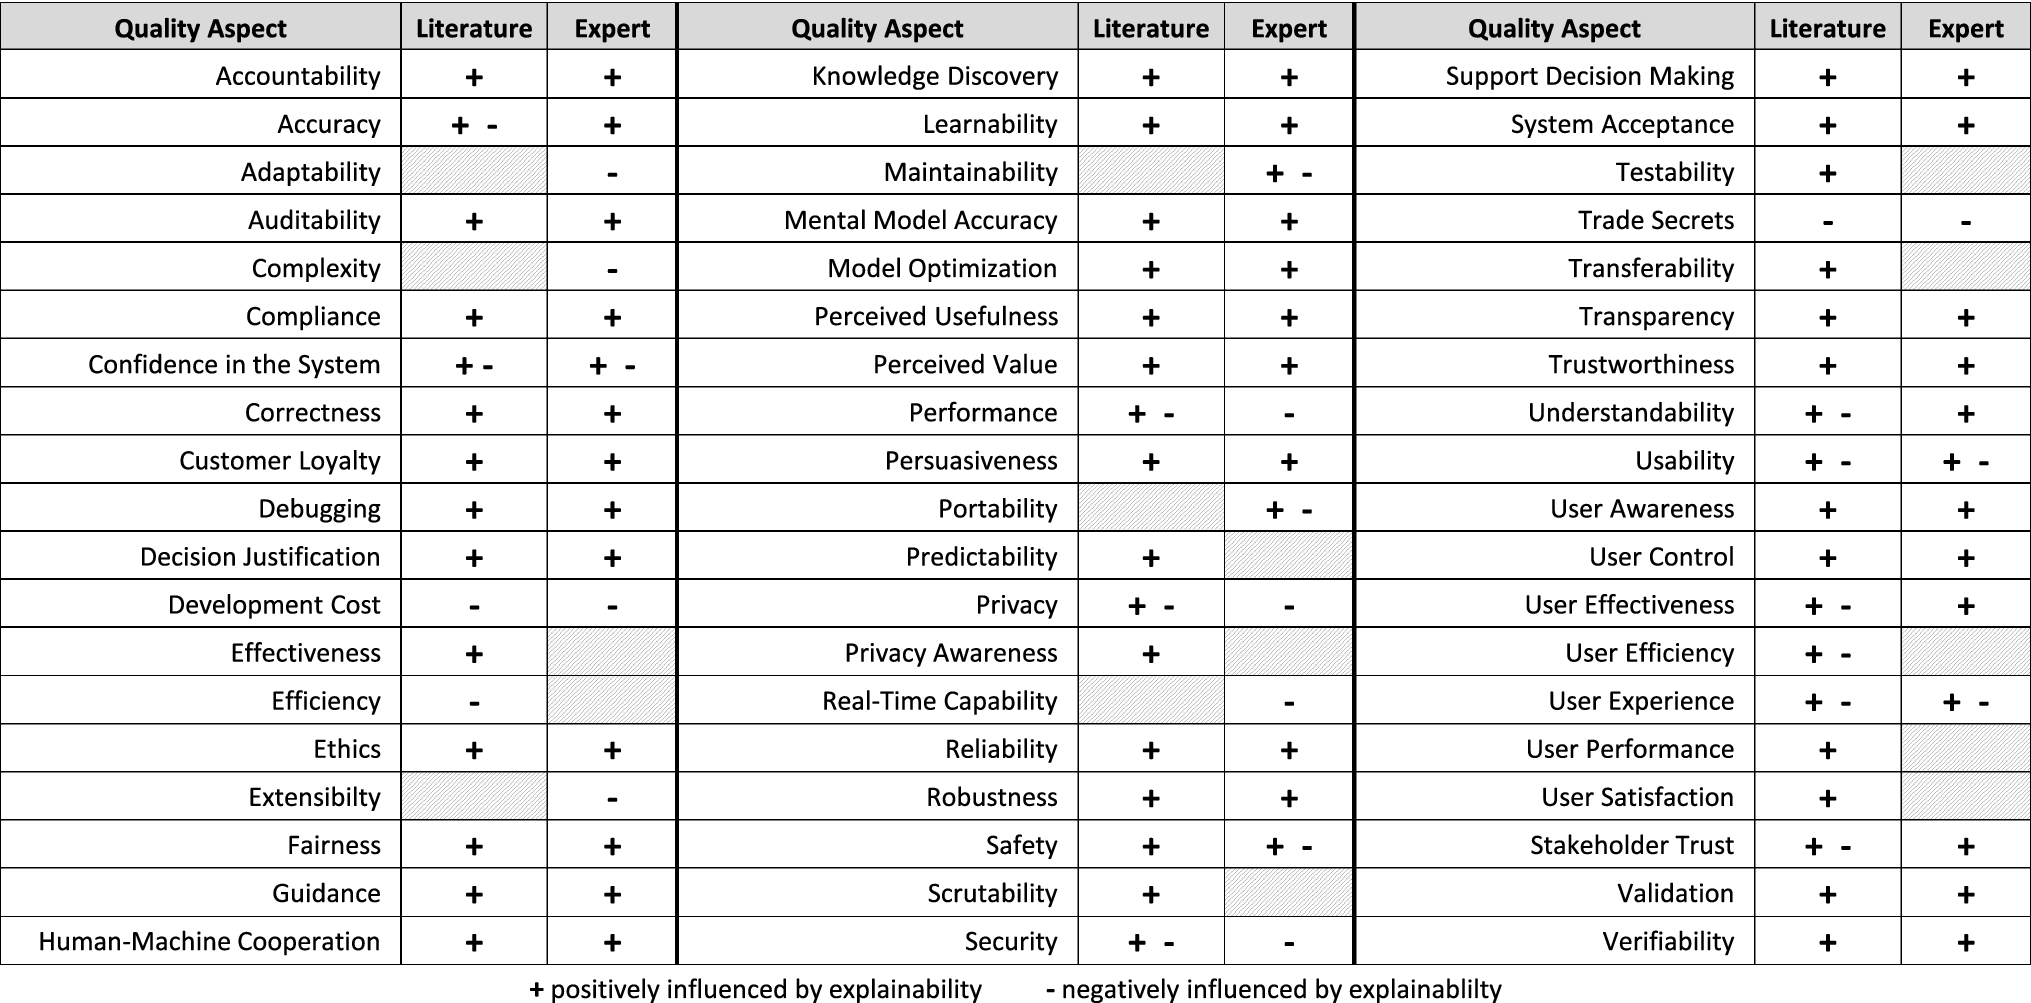 Quality Aspect Literature Expert Quality Aspect Literature Expert Quality Aspect Literature Expert
Accountability + + Knowledge Discovery + + Support Decision Making + +
Accuracy + - + Learnability + + System Acceptance + +
Adaptability - Maintainability + - Testability +
Auditability + + Mental Model Accuracy + + Trade Secrets - -
Complexity - Model Optimization + + Transferability +
Compliance + + Perceived Usefulness + + Transparency + +
Confidence in the System + - + - Perceived Value + + Trustworthiness + +
Correctness + + Performance + - - Understandability + - +
Customer Loyalty + + Persuasiveness + + Usability + - + -
Debugging + + Portability + - User Awareness + +
Decision Justification + + Predictability + User Control + +
Development Cost - - Privacy + - - User Effectiveness + - +
Effectiveness + Privacy Awareness + User Efficiency + -
Efficiency - Real-Time Capability - User Experience + - + -
Ethics + + Reliability + + User Performance +
Extensibilty - Robustness + + User Satisfaction +
Fairness + + Safety + + - Stakeholder Trust + - +
Guidance + + Scrutability + Validation + +
Human-Machine Cooperation + + Security + - - Verifiability + +
+ positively influenced by explainability - negatively influenced by explainablilty